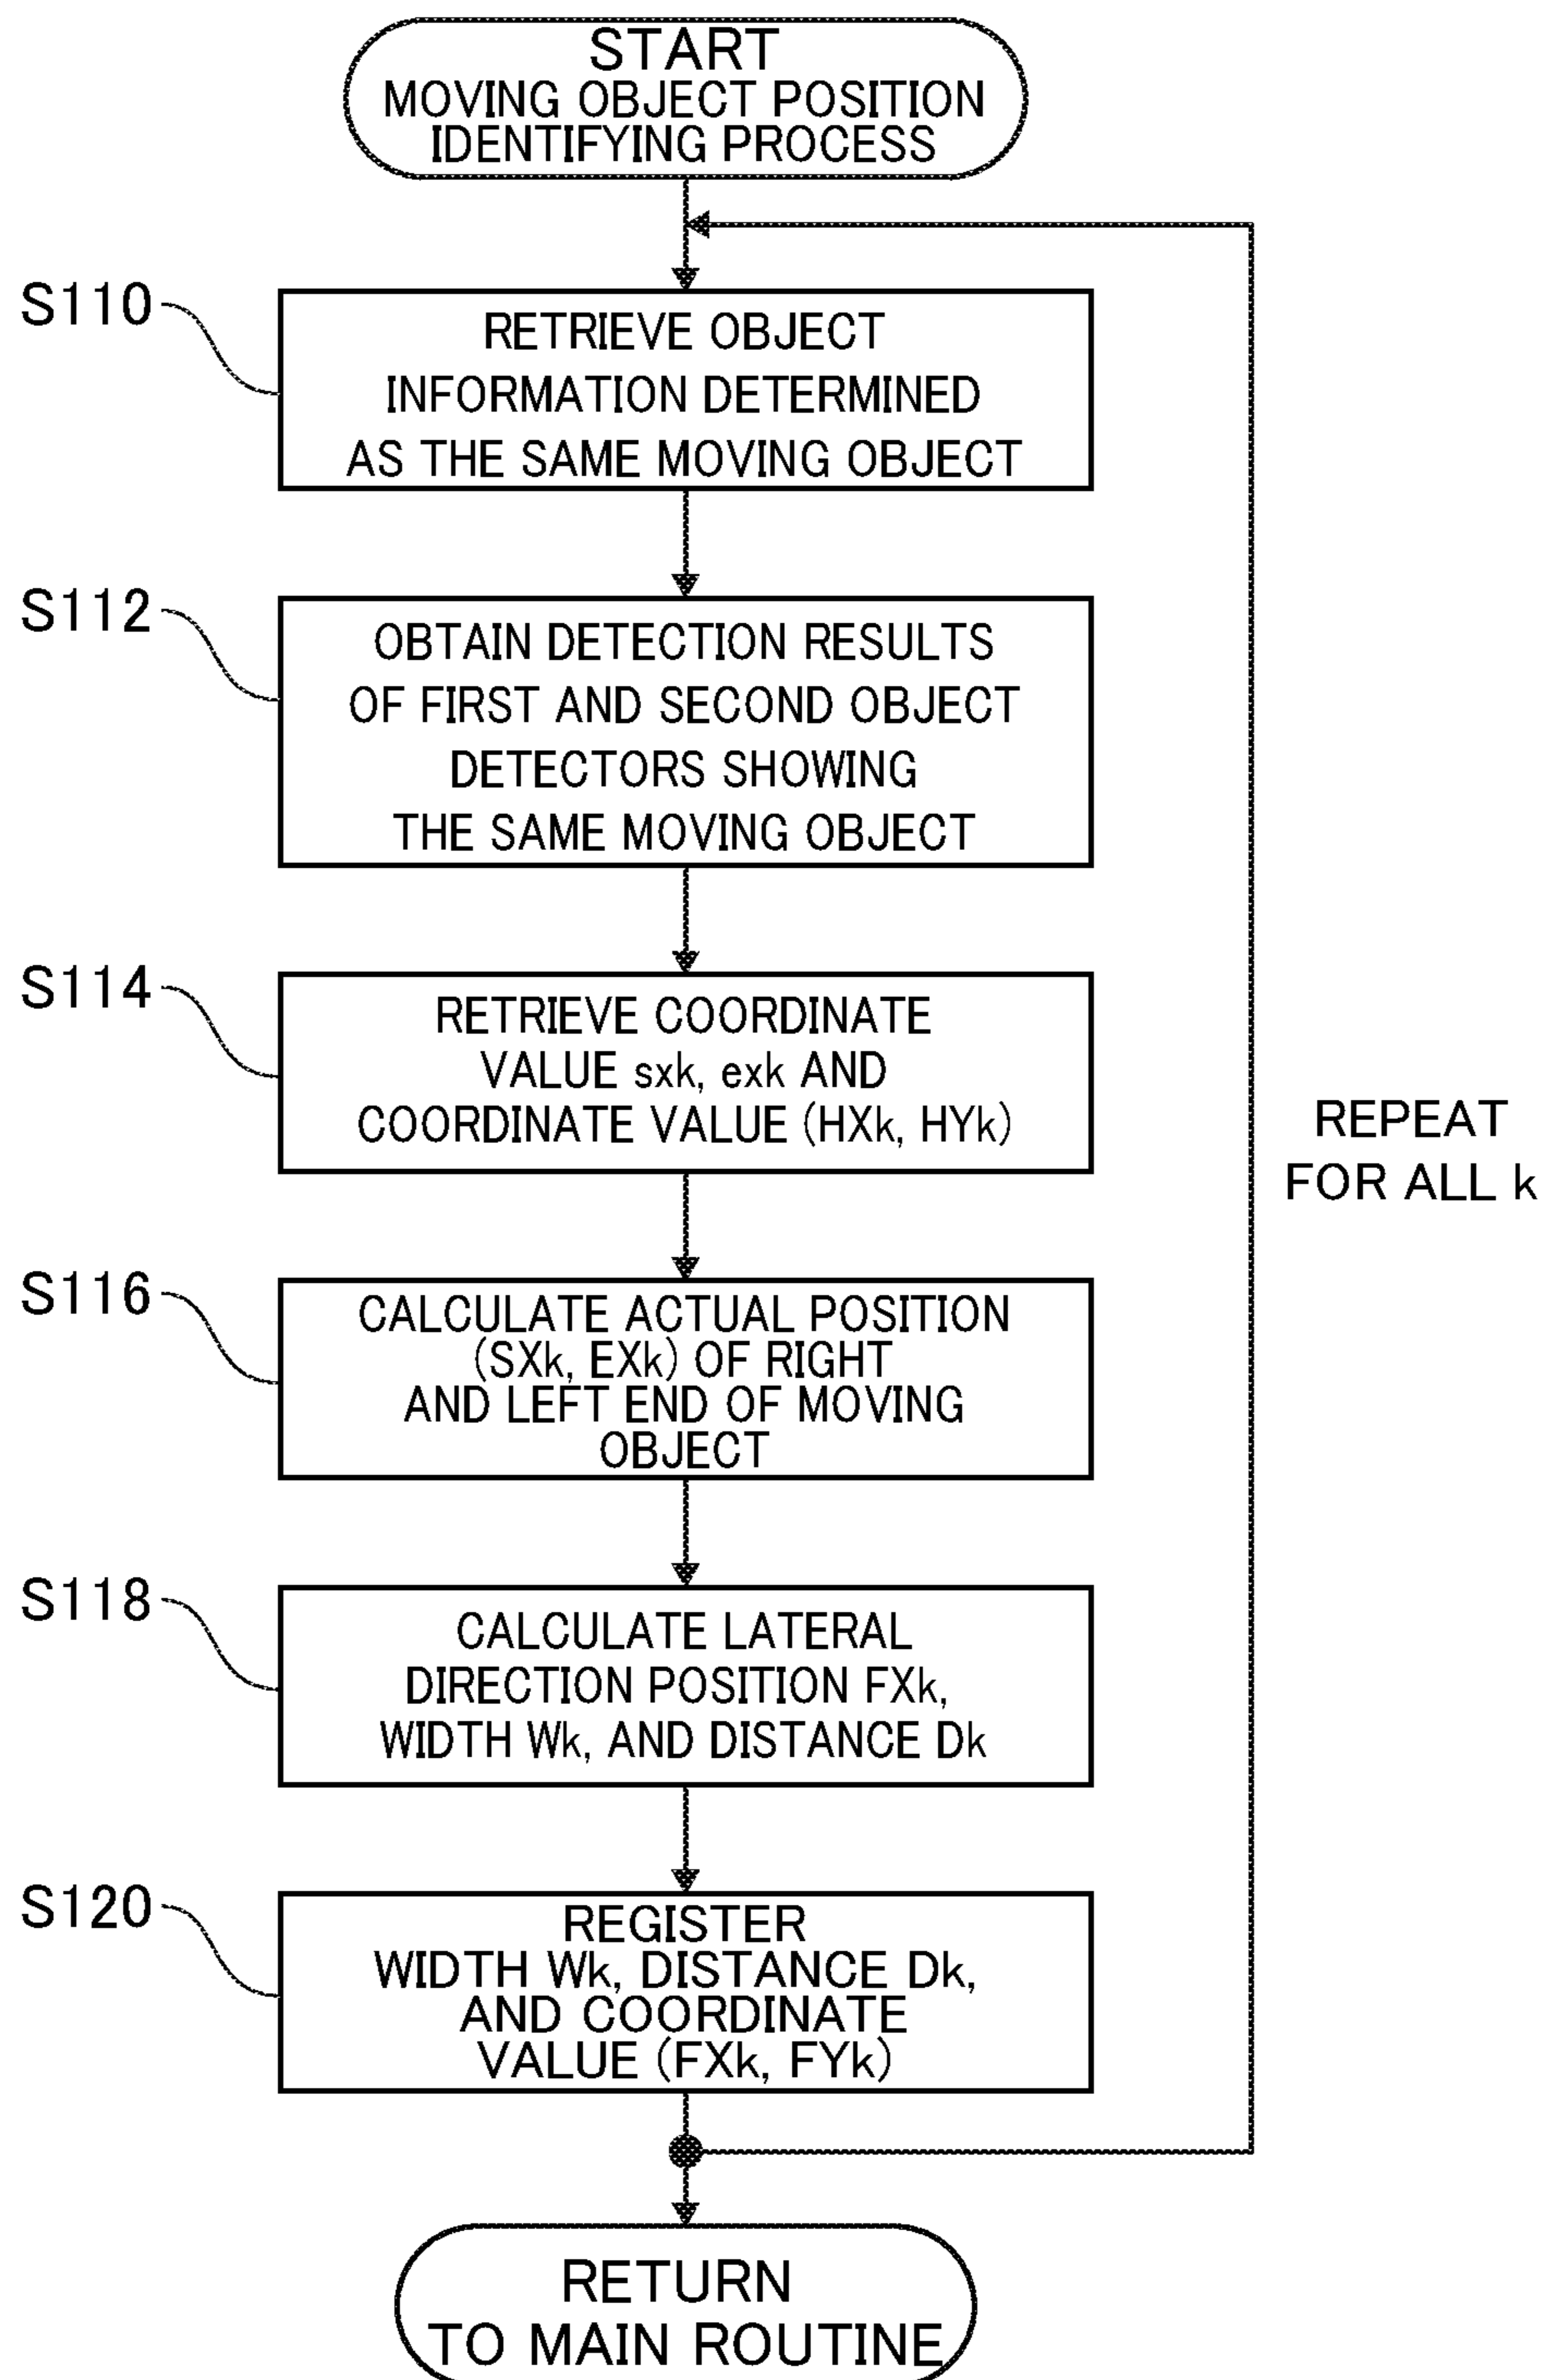 START
MOVING OBJECT POSITION
IDENTIFYING PROCESS
S110
RETRIEVE OBJECT
INFORMATION DETERMINED
AS THE SAME MOVING OBJECT
S112
OBTAIN DETECTION RESULTS
OF FIRST AND SECOND OBJECT
DETECTORS SHOWING
THE SAME MOVING OBJECT
S114
RETRIEVE COORDINATE
VALUE sxk, exk AND
COORDINATE VALUE (HXk, HYk)
REPEAT
FOR ALL k
S116
CALCULATE ACTUAL POSITION
(SXk, EXk) OF RIGHT
AND LEFT END OF MOVING
OBJECT
S118
CALCULATE LATERAL
DIRECTION POSITION FXk,
WIDTH Wk, AND DISTANCE Dk
S120
REGISTER
WIDTH Wk, DISTANCE Dk,
AND COORDINATE
VALUE (FXk, FYk)
RETURN
TO MAIN ROUTINE